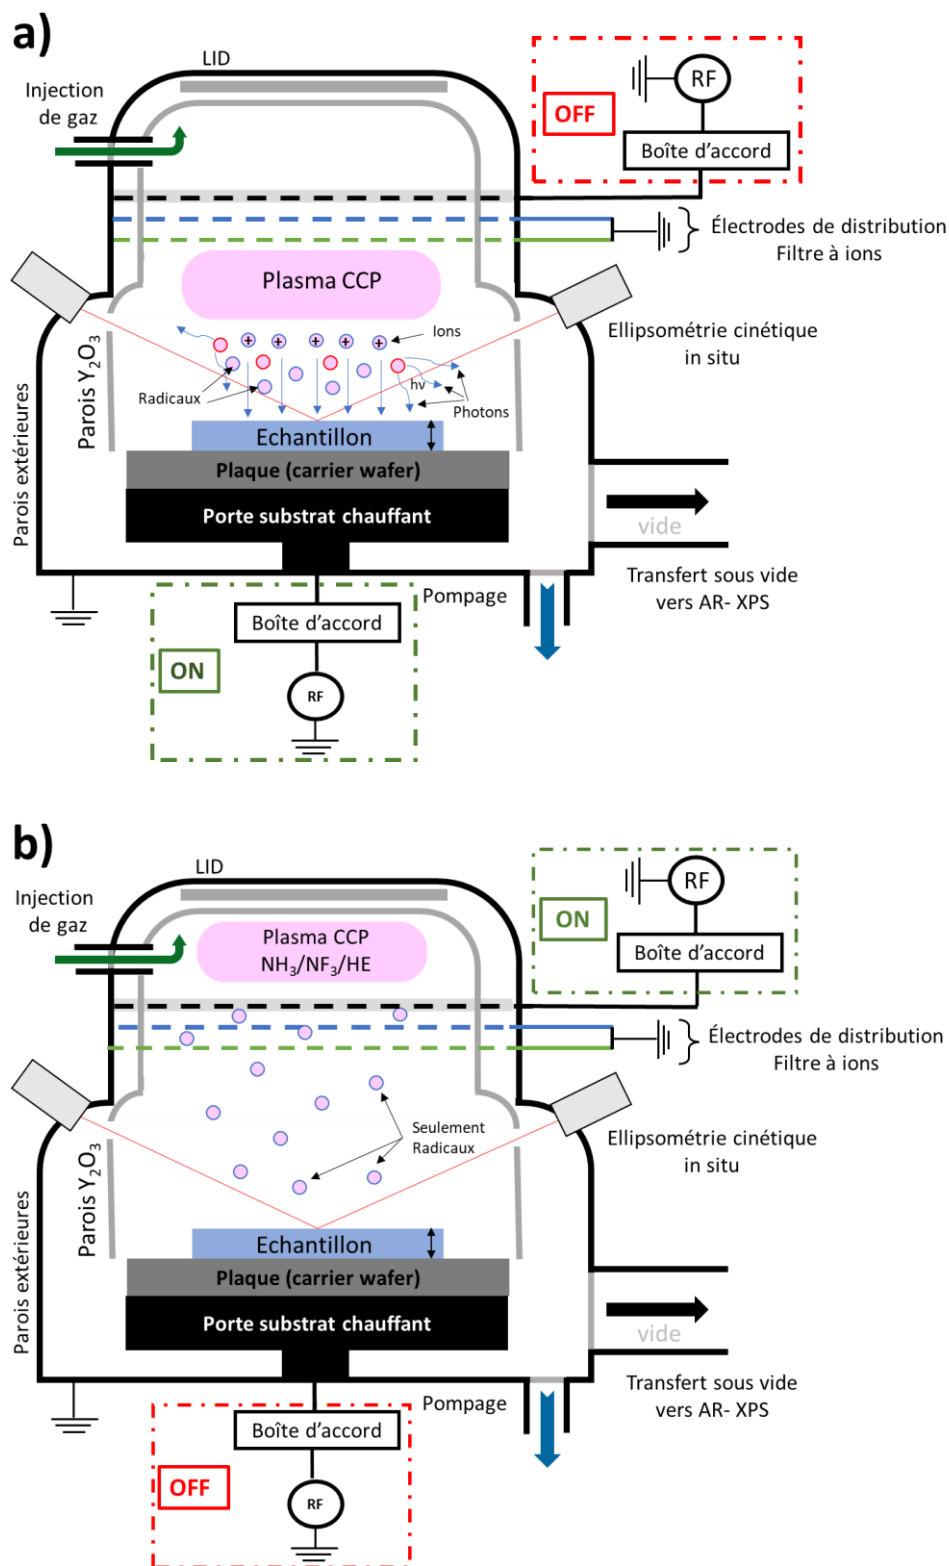 a)
LID
Injection
de gaz
OFF
RF
Boîte d’accord
Électrodes de distribution
Filtre à ions
Plasma CCP
Ions
Ellipsométrie cinétique
in situ
Radicaux
hν
Photons
Parois Y₂O₃
Parois extérieures
Echantillon
Plaque (carrier wafer)
Porte substrat chauffant
vide
Transfert sous vide
vers AR- XPS
Pompage
Boîte d’accord
ON
RF
b)
LID
Injection
de gaz
Plasma CCP
NH₃/NF₃/HE
ON
RF
Boîte d’accord
Électrodes de distribution
Filtre à ions
Ellipsométrie cinétique
in situ
Seulement
Radicaux
Parois Y₂O₃
Parois extérieures
Echantillon
Plaque (carrier wafer)
Porte substrat chauffant
vide
Transfert sous vide
vers AR- XPS
Pompage
Boîte d’accord
OFF
RF